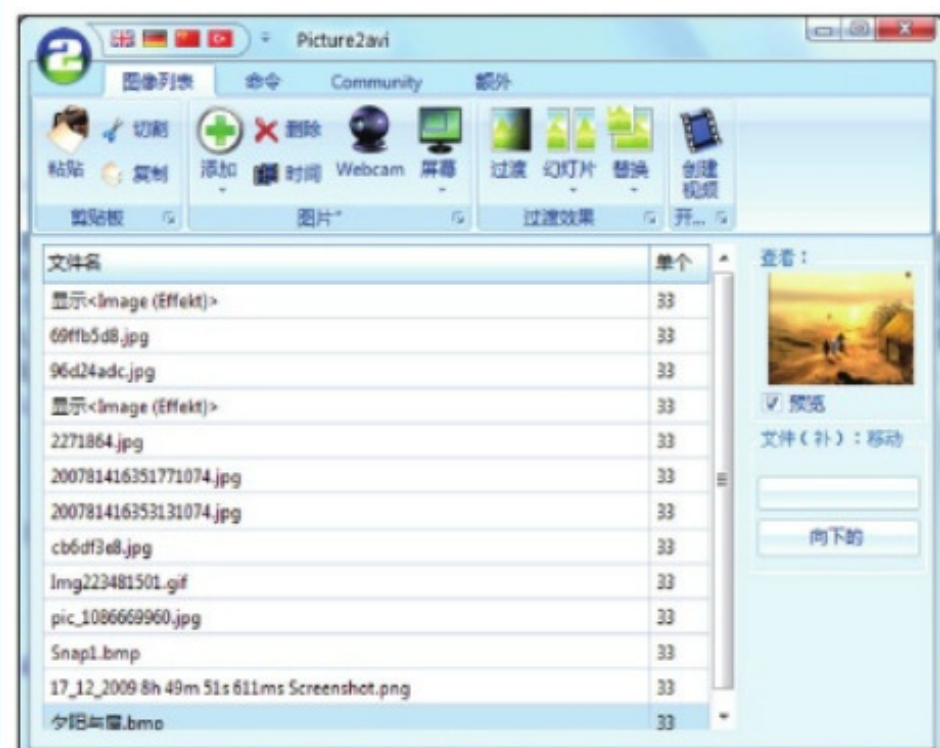 Picture2avi
图像列表 命令 Community 额外
粘贴 切割 复制 添加 删除 时间 Webcam 屏幕 过渡 幻灯片 替换 创建视频
剪贴板 图片* 过渡效果 开...
文件名 单个
显示<Image (Effekt)> 33
69ffb5d8.jpg 33
96d24adc.jpg 33
显示<Image (Effekt)> 33
2271864.jpg 33
200781416351771074.jpg 33
200781416353131074.jpg 33
cb6df3e8.jpg 33
Img223481501.gif 33
pic_1086669960.jpg 33
Snap1.bmp 33
17_12_2009 8h 49m 51s 611ms Screenshot.png 33
夕阳与屋.bmp 33
查看：
预览
文件(补)：移动
向下的